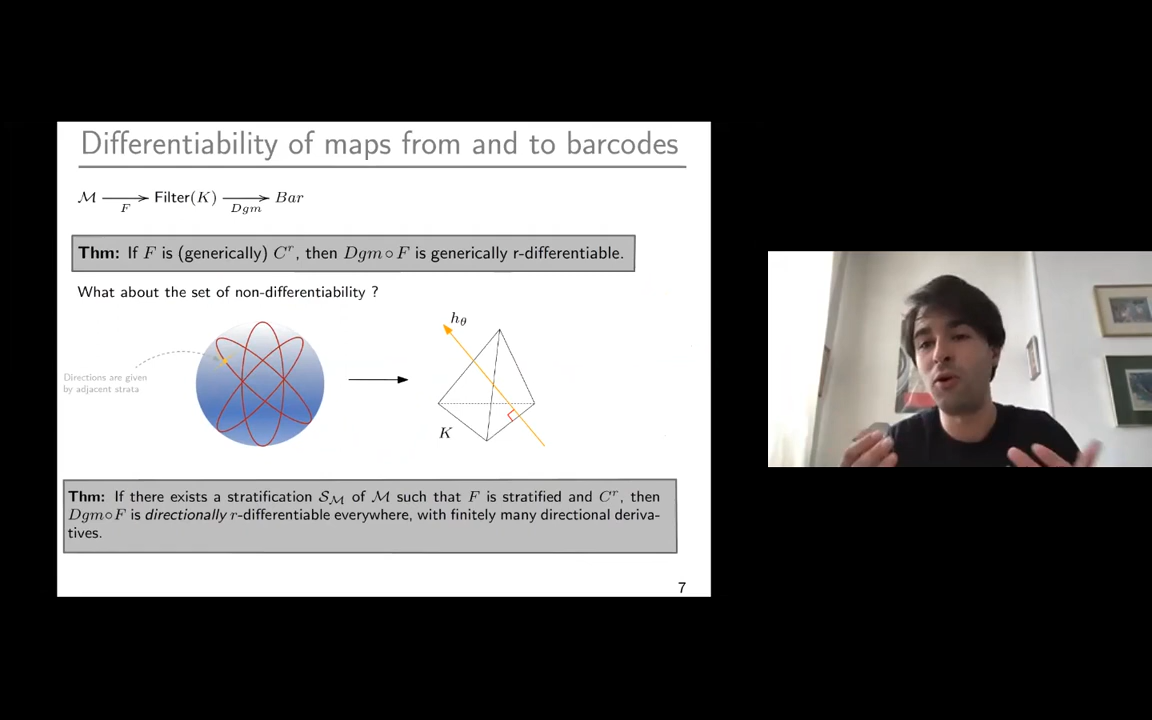 Differentiability of maps from and to barcodes
ℳ ⟶ Filter(K) ⟶ Bar
F Dgm
Thm: If F is (generically) Cʳ, then Dgm ∘ F is generically r-differentiable.
What about the set of non-differentiability ?
h_θ
Directions are given
by adjacent strata
K
Thm: If there exists a stratification 𝒮_ℳ of ℳ such that F is stratified and Cʳ, then
Dgm∘F is directionally r-differentiable everywhere, with finitely many directional deriva-
tives.
7